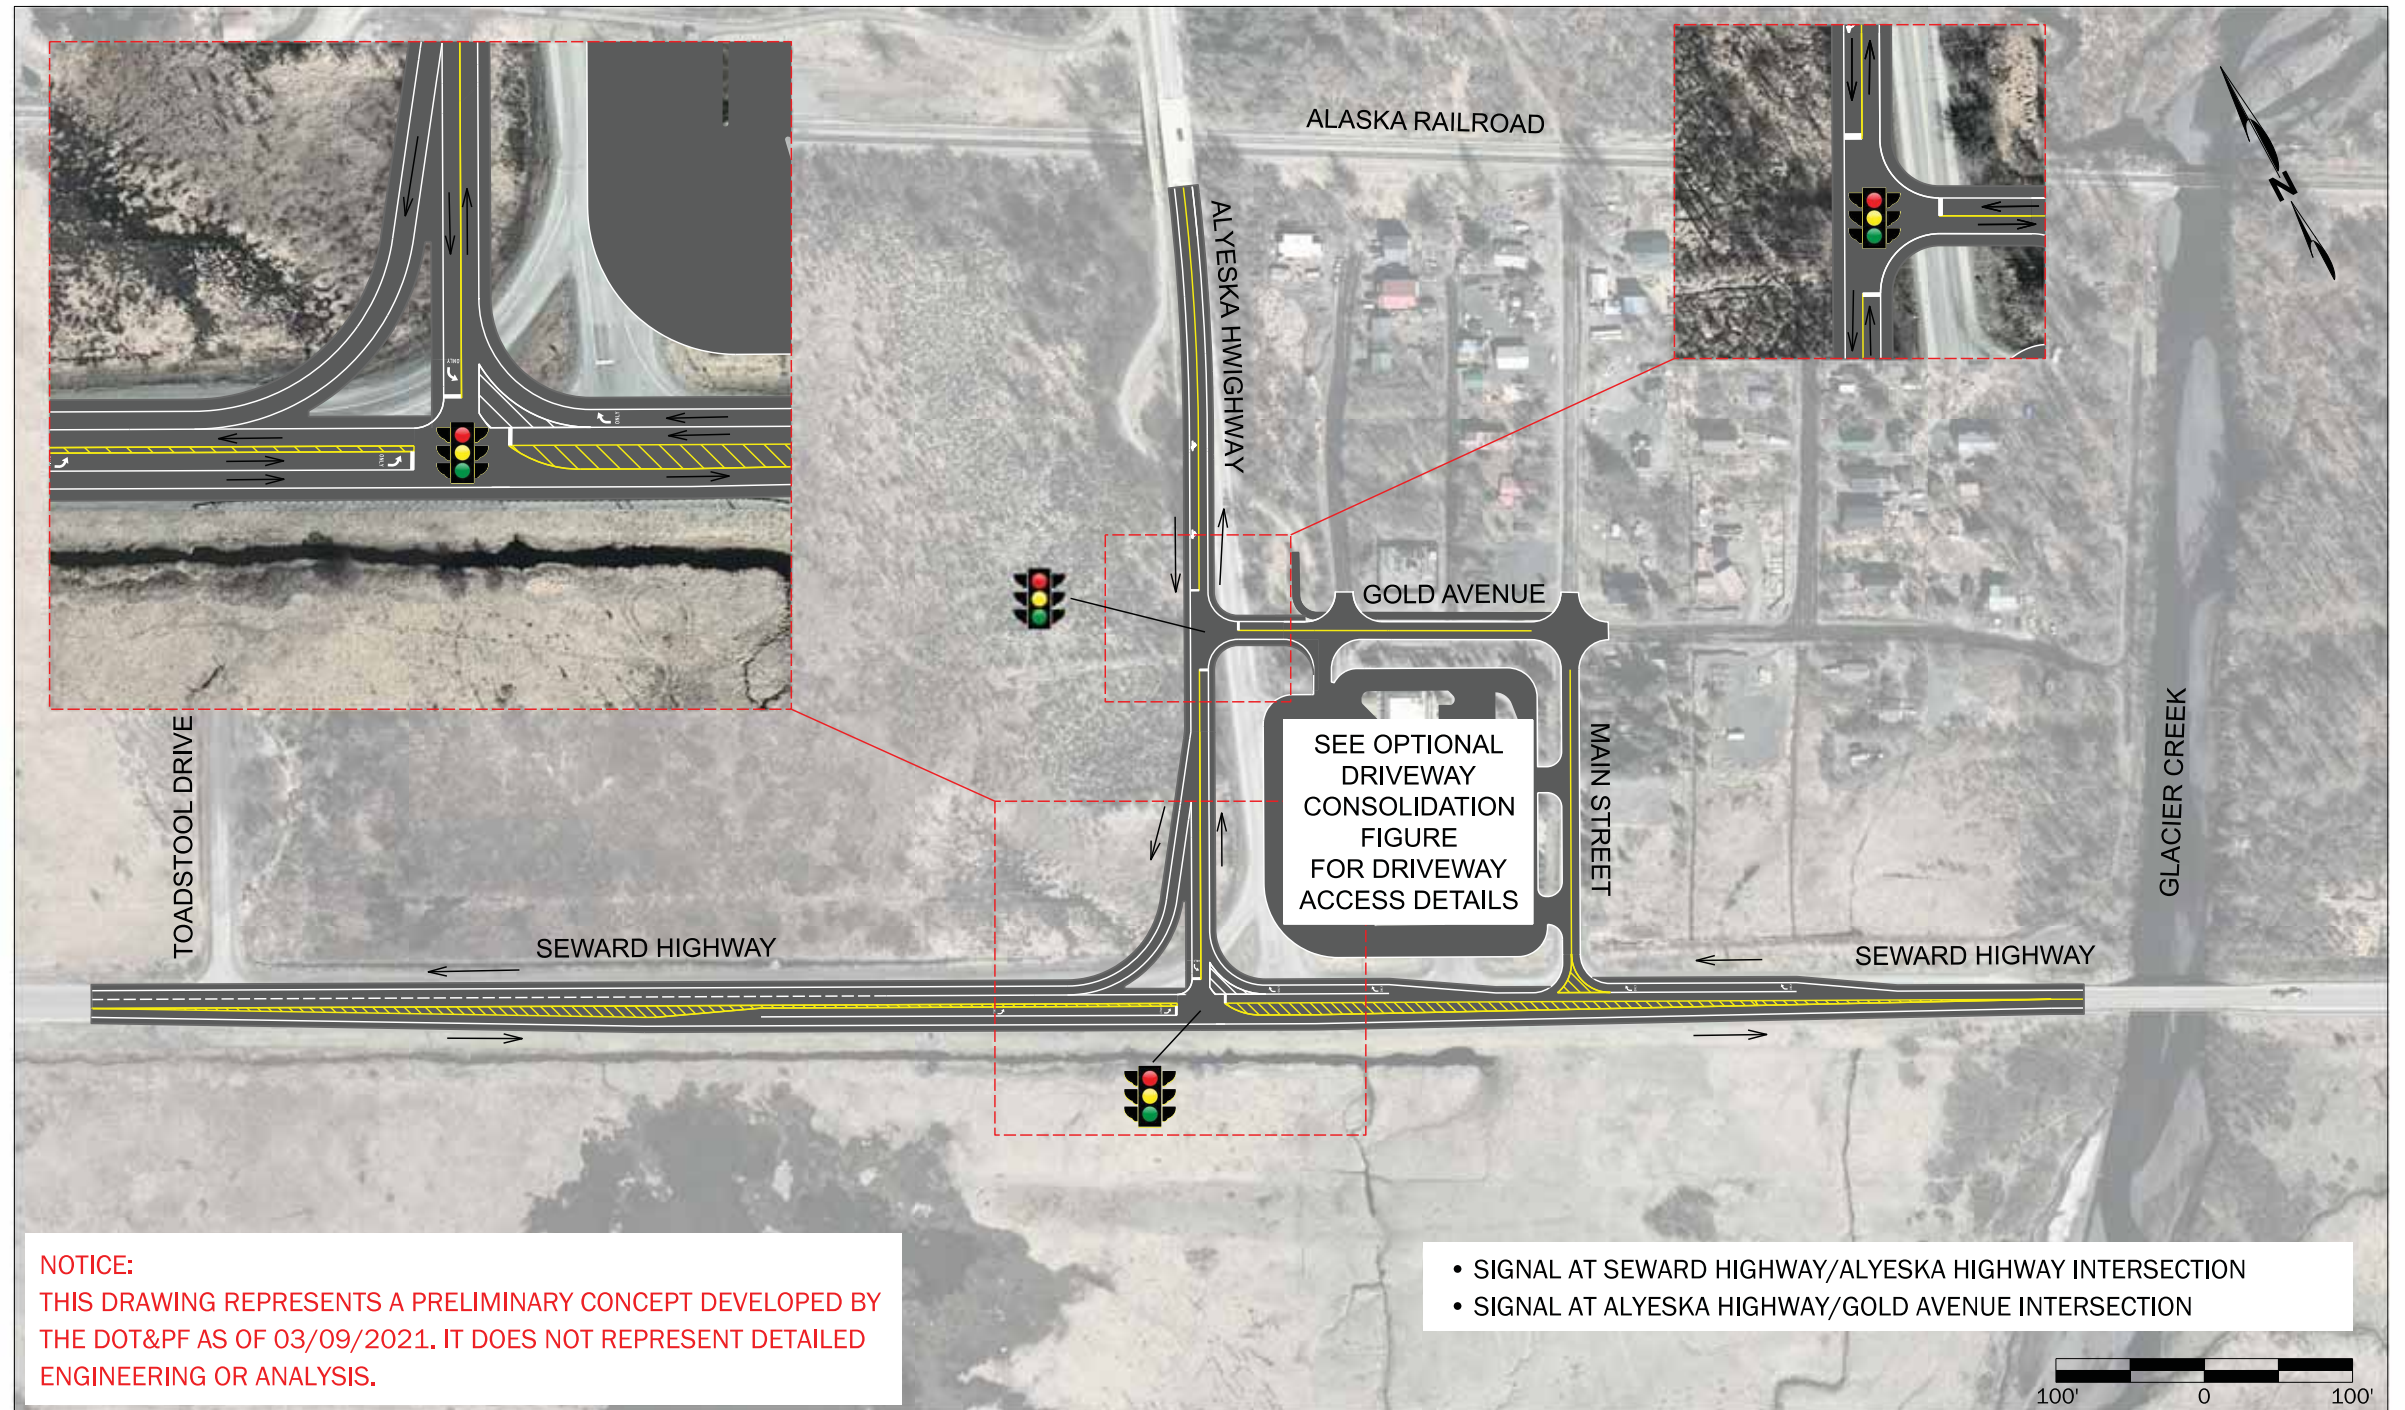 ALASKA RAILROAD
N
ALYESKA HWIGHWAY
GOLD AVENUE
ONLY
ONLY
ONLY
TOADSTOOL DRIVE
SEE OPTIONAL
DRIVEWAY
CONSOLIDATION
FIGURE
FOR DRIVEWAY
ACCESS DETAILS
MAIN STREET
GLACIER CREEK
SEWARD HIGHWAY
SEWARD HIGHWAY
NOTICE:
THIS DRAWING REPRESENTS A PRELIMINARY CONCEPT DEVELOPED BY
THE DOT&PF AS OF 03/09/2021. IT DOES NOT REPRESENT DETAILED
ENGINEERING OR ANALYSIS.
• SIGNAL AT SEWARD HIGHWAY/ALYESKA HIGHWAY INTERSECTION
• SIGNAL AT ALYESKA HIGHWAY/GOLD AVENUE INTERSECTION
100' 0 100'